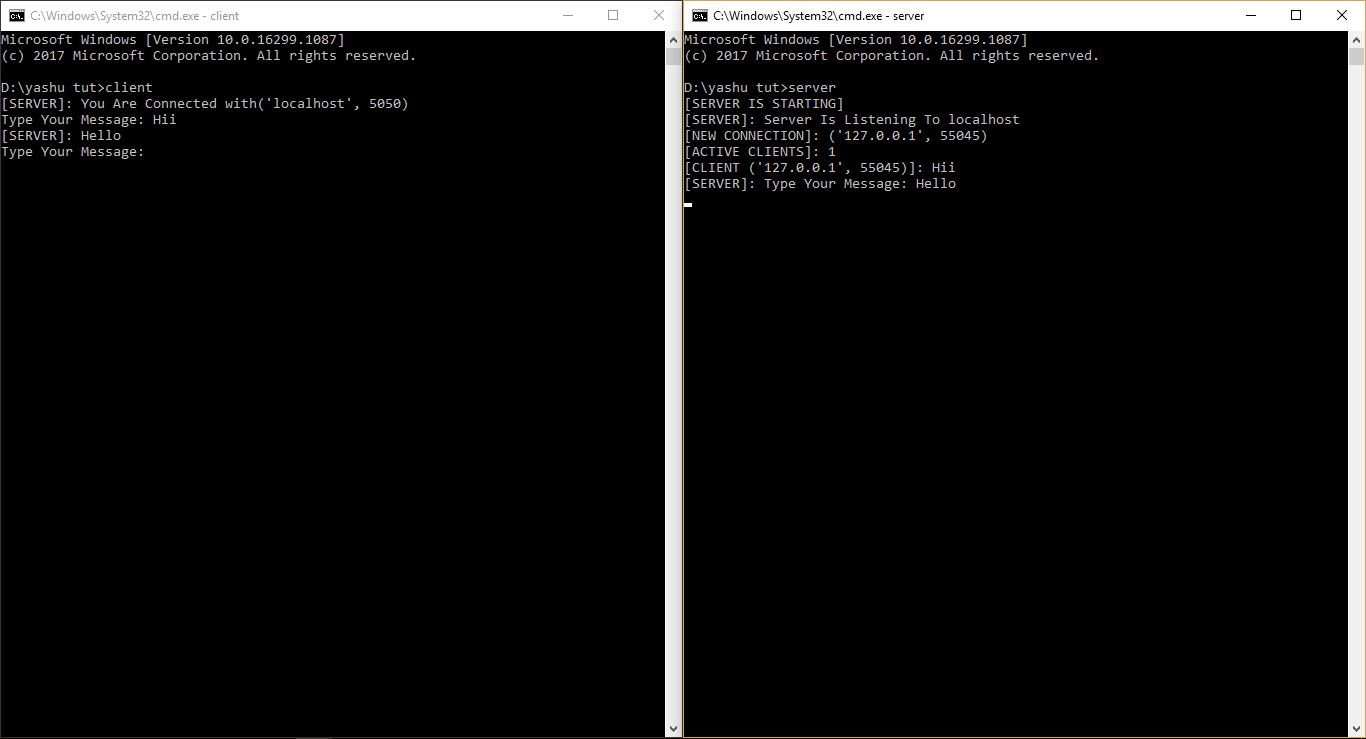 C:\Windows\System32\cmd.exe - client
Microsoft Windows [Version 10.0.16299.1087]
(c) 2017 Microsoft Corporation. All rights reserved.
D:\yashu tut>client
[SERVER]: You Are Connected with('localhost', 5050)
Type Your Message: Hii
[SERVER]: Hello
Type Your Message:
C:\Windows\System32\cmd.exe - server
Microsoft Windows [Version 10.0.16299.1087]
(c) 2017 Microsoft Corporation. All rights reserved.
D:\yashu tut>server
[SERVER IS STARTING]
[SERVER]: Server Is Listening To localhost
[NEW CONNECTION]: ('127.0.0.1', 55045)
[ACTIVE CLIENTS]: 1
[CLIENT ('127.0.0.1', 55045)]: Hii
[SERVER]: Type Your Message: Hello